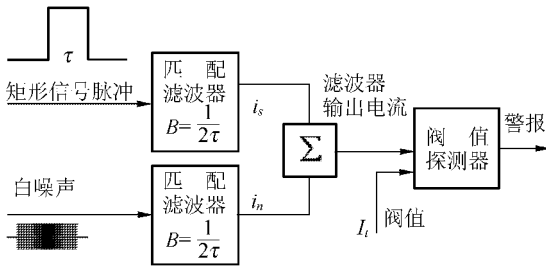 τ
矩形信号脉冲
匹 配
滤波器
B=1/2τ
i_s
滤波器
输出电流
Σ
阀 值
探测器
警报
白噪声
匹 配
滤波器
B=1/2τ
i_n
I_t
阀值